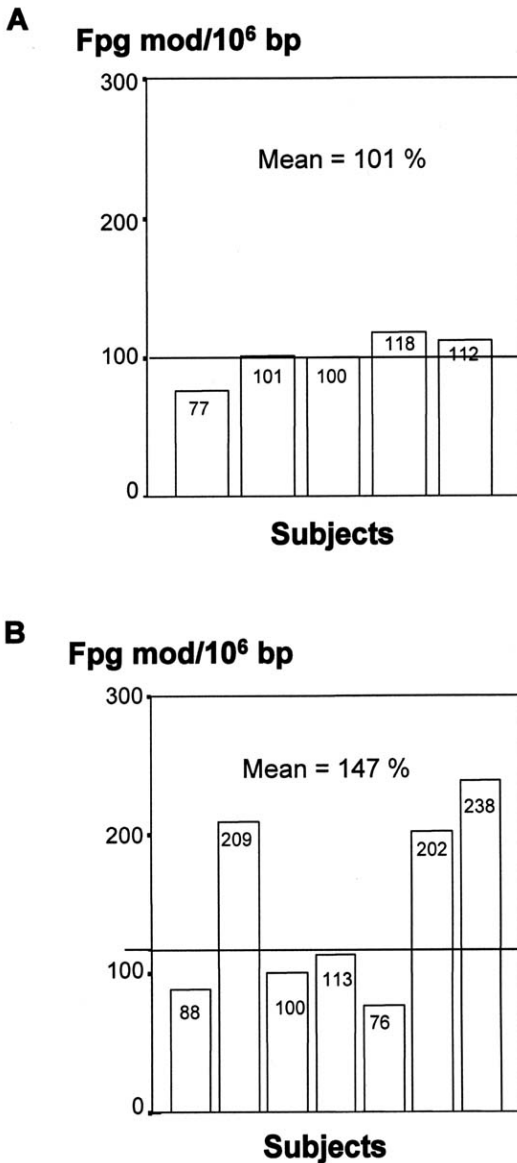 A
Fpg mod/10⁶ bp
300
Mean = 101 %
200
100
77
101
100
118
112
0
Subjects
B
Fpg mod/10⁶ bp
300
Mean = 147 %
200
100
88
209
100
113
76
202
238
0
Subjects